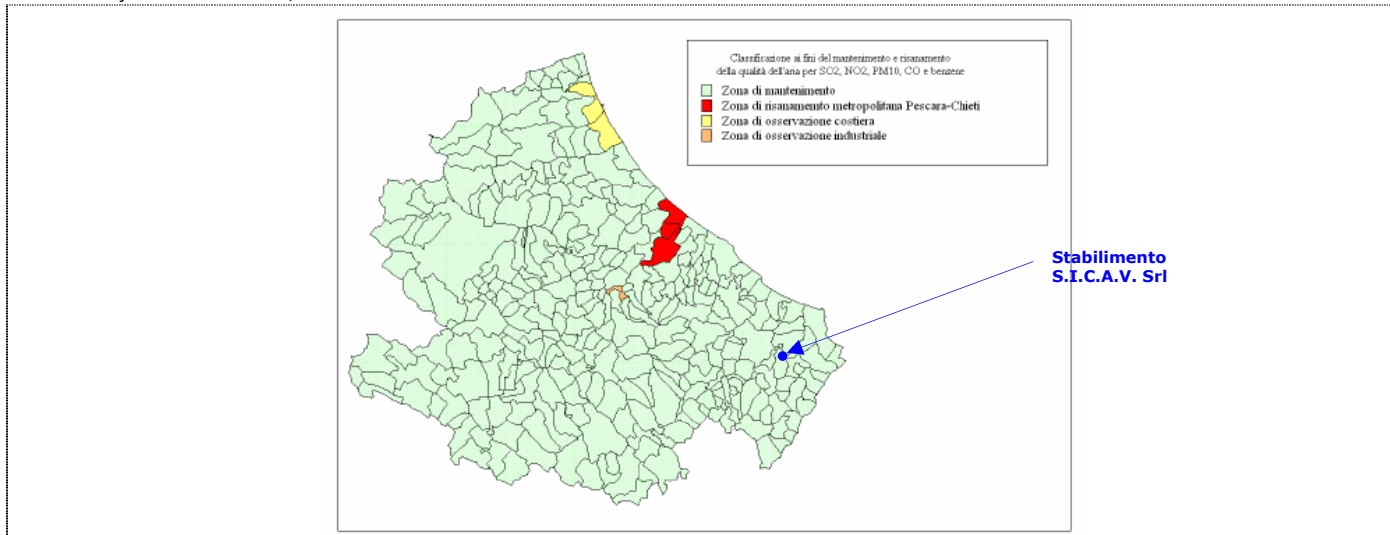 Classificazione ai fini del mantenimento e risanamento
della qualità dell'aria per SO2, NO2, PM10, CO e benzene
Zona di mantenimento
Zona di risanamemto metropolitana Pescara-Chieti
Zona di osservazione costiera
Zona di osservazione industriale
Stabilimento
S.I.C.A.V. Srl